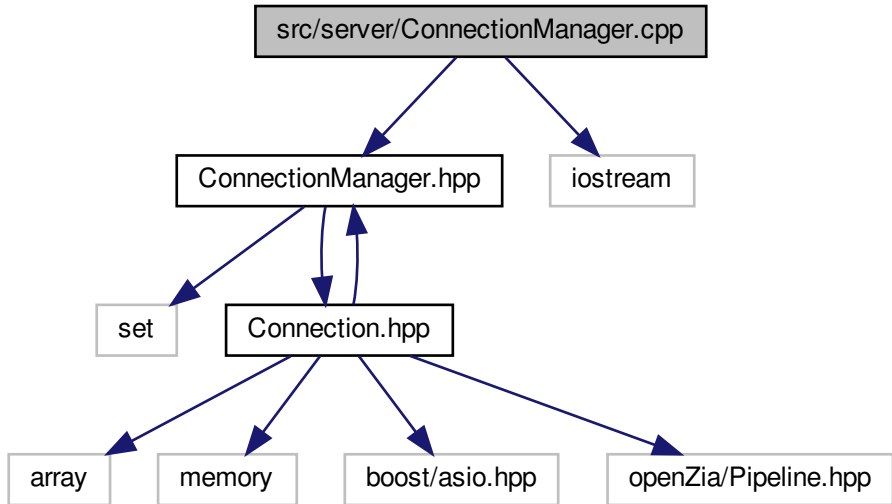 src/server/ConnectionManager.cpp
ConnectionManager.hpp
iostream
set
Connection.hpp
array
memory
boost/asio.hpp
openZia/Pipeline.hpp